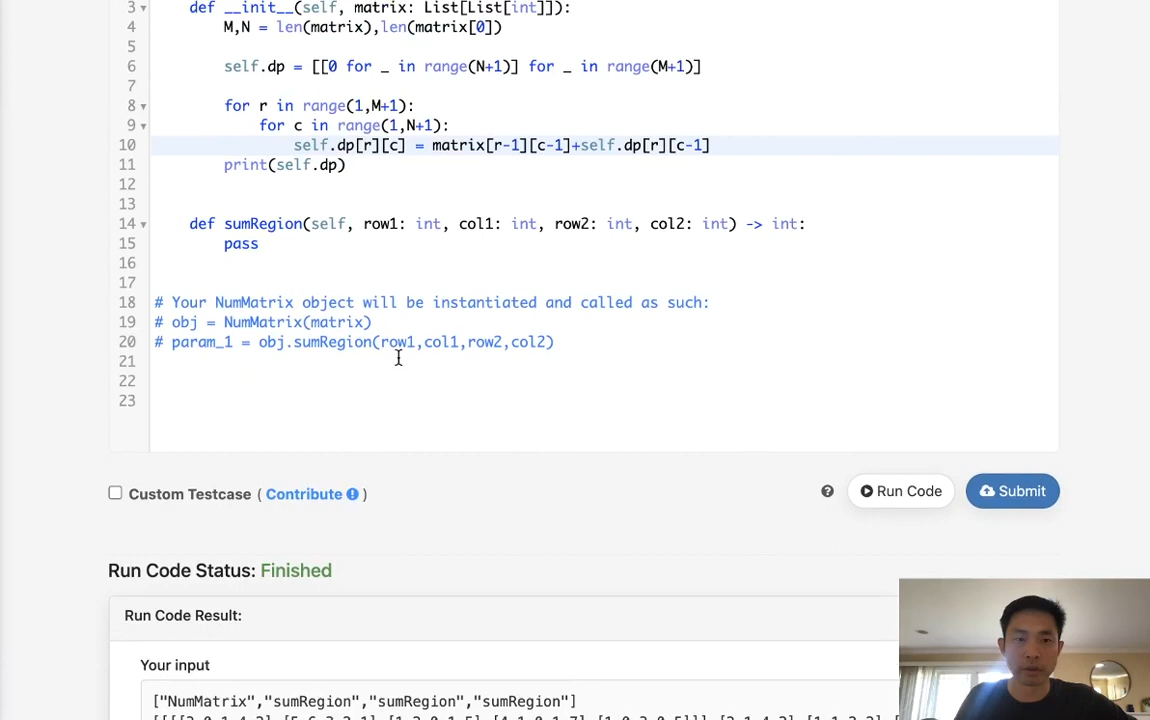 3 def __init__(self, matrix: List[List[int]]):
4 M,N = len(matrix),len(matrix[0])
5
6 self.dp = [[0 for _ in range(N+1)] for _ in range(M+1)]
7
8 for r in range(1,M+1):
9 for c in range(1,N+1):
10 self.dp[r][c] = matrix[r-1][c-1]+self.dp[r][c-1]
11 print(self.dp)
12
13
14 def sumRegion(self, row1: int, col1: int, row2: int, col2: int) -> int:
15 pass
16
17
18 # Your NumMatrix object will be instantiated and called as such:
19 # obj = NumMatrix(matrix)
20 # param_1 = obj.sumRegion(row1,col1,row2,col2)
21
22
23
Custom Testcase ( Contribute )
? Run Code Submit
Run Code Status: Finished
Run Code Result:
Your input
["NumMatrix","sumRegion","sumRegion","sumRegion"]